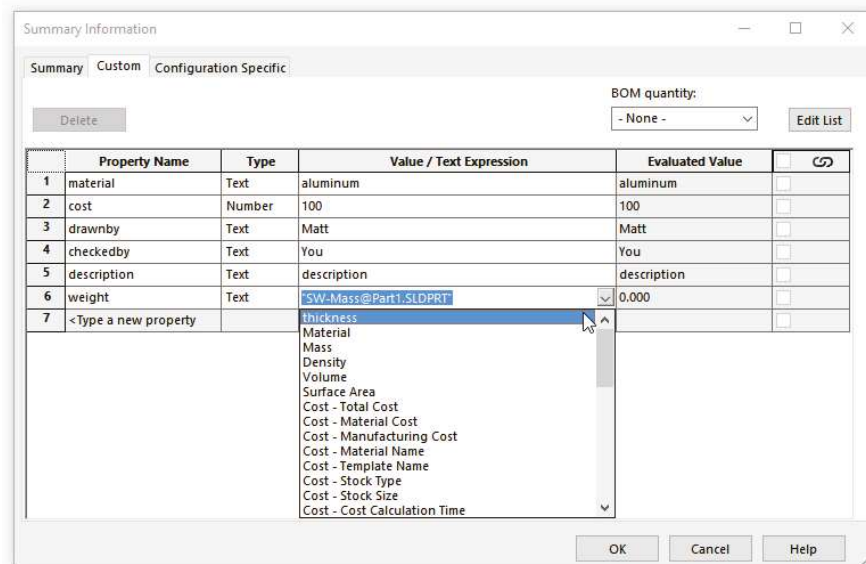 Summary Information
Summary Custom Configuration Specific
BOM quantity:
Delete - None - Edit List
Property Name Type Value / Text Expression Evaluated Value
1 material Text aluminum aluminum
2 cost Number 100 100
3 drawnby Text Matt Matt
4 checkedby Text You You
5 description Text description description
6 weight Text "SW-Mass@Part1.SLDPRT" 0.000
7 <Type a new property thickness
Material
Mass
Density
Volume
Surface Area
Cost - Total Cost
Cost - Material Cost
Cost - Manufacturing Cost
Cost - Material Name
Cost - Template Name
Cost - Stock Type
Cost - Stock Size
Cost - Cost Calculation Time
OK Cancel Help